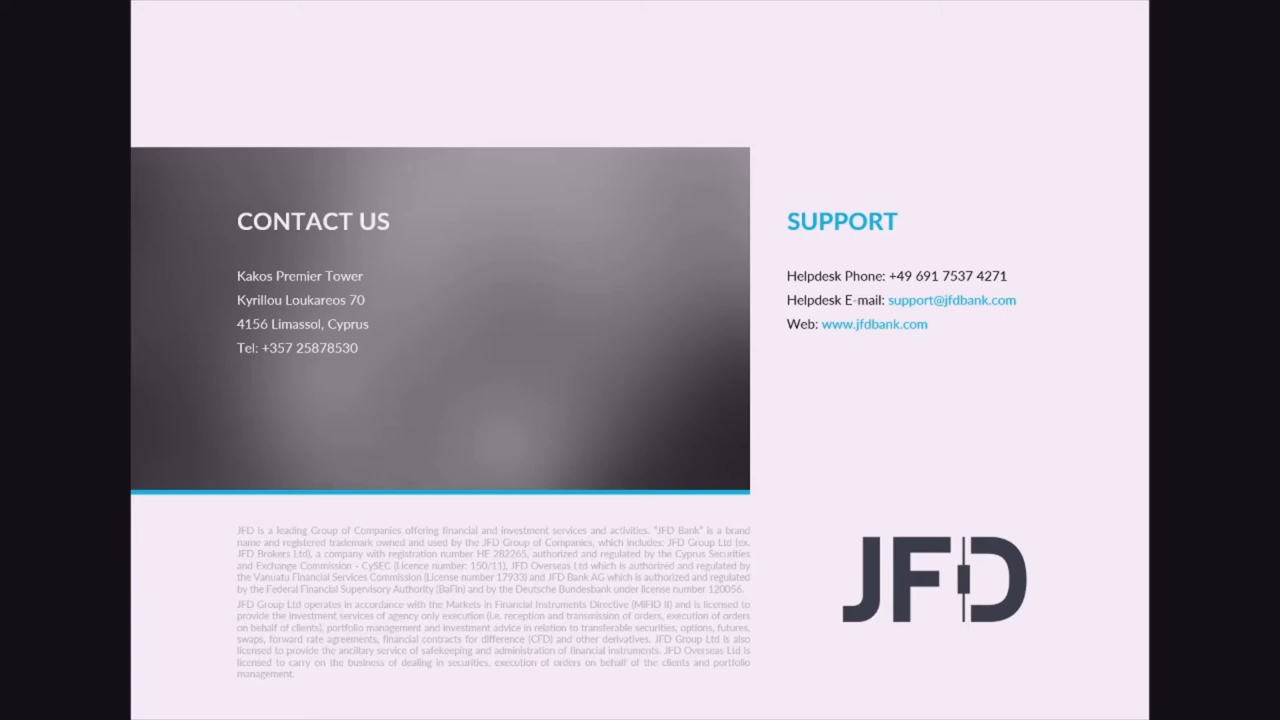 CONTACT US
Kakos Premier Tower
Kyrillou Loukareos 70
4156 Limassol, Cyprus
Tel: +357 25878530
SUPPORT
Helpdesk Phone: +49 691 7537 4271
Helpdesk E-mail: support@jfdbank.com
Web: www.jfdbank.com
JFD is a leading Group of Companies offering financial and investment services and activities. "JFD Bank" is a brand
name and registered trademark owned and used by the JFD Group of Companies, which includes: JFD Group Ltd (ex.
JFD Brokers Ltd), a company with registration number HE 282265, authorized and regulated by the Cyprus Securities
and Exchange Commission - CySEC (Licence number: 150/11), JFD Overseas Ltd which is authorized and regulated by
the Vanuatu Financial Services Commission (License number 17933) and JFD Bank AG which is authorized and regulated
by the Federal Financial Supervisory Authority (BaFin) and by the Deutsche Bundesbank under license number 120056.
JFD Group Ltd operates in accordance with the Markets in Financial Instruments Directive (MiFID II) and is licensed to
provide the investment services of agency only execution (i.e. reception and transmission of orders, execution of orders
on behalf of clients), portfolio management and investment advice in relation to transferable securities, options, futures,
swaps, forward rate agreements, financial contracts for difference (CFD) and other derivatives. JFD Group Ltd is also
licensed to provide the ancillary service of safekeeping and administration of financial instruments. JFD Overseas Ltd is
licensed to carry on the business of dealing in securities, execution of orders on behalf of the clients and portfolio
management.
JFD